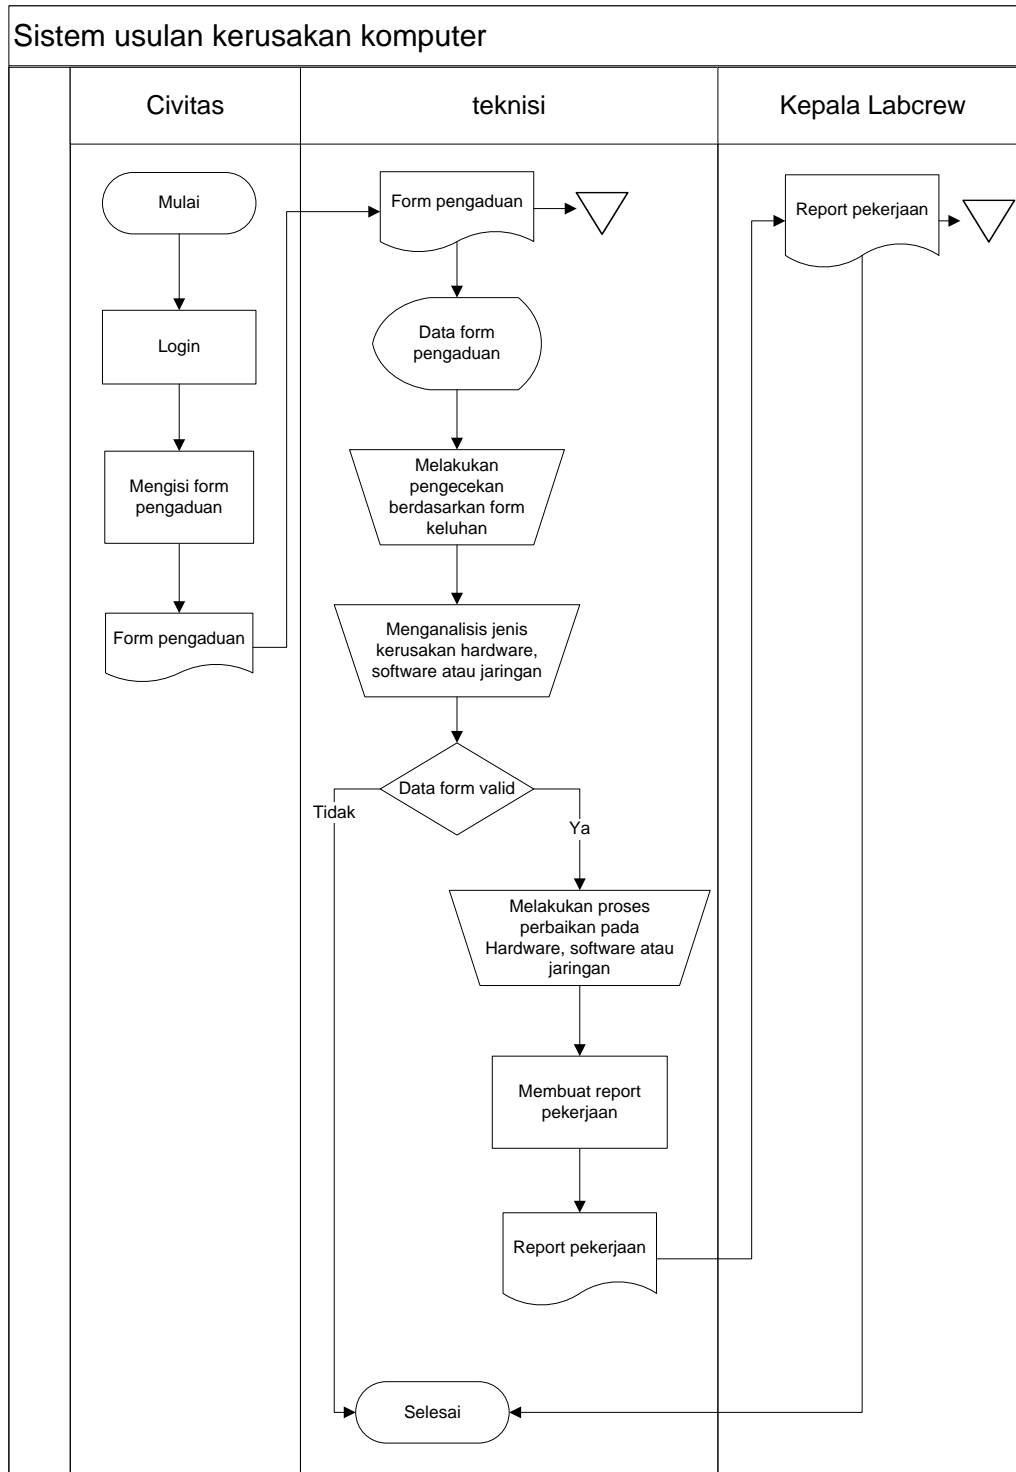 Sistem usulan kerusakan komputer
Civitas
teknisi
Kepala Labcrew
Mulai
Login
Mengisi form
pengaduan
Form pengaduan
Form pengaduan
Data form
pengaduan
Melakukan
pengecekan
berdasarkan form
keluhan
Menganalisis jenis
kerusakan hardware,
software atau jaringan
Data form valid
Tidak
Ya
Melakukan proses
perbaikan pada
Hardware, software atau
jaringan
Membuat report
pekerjaan
Report pekerjaan
Selesai
Report pekerjaan